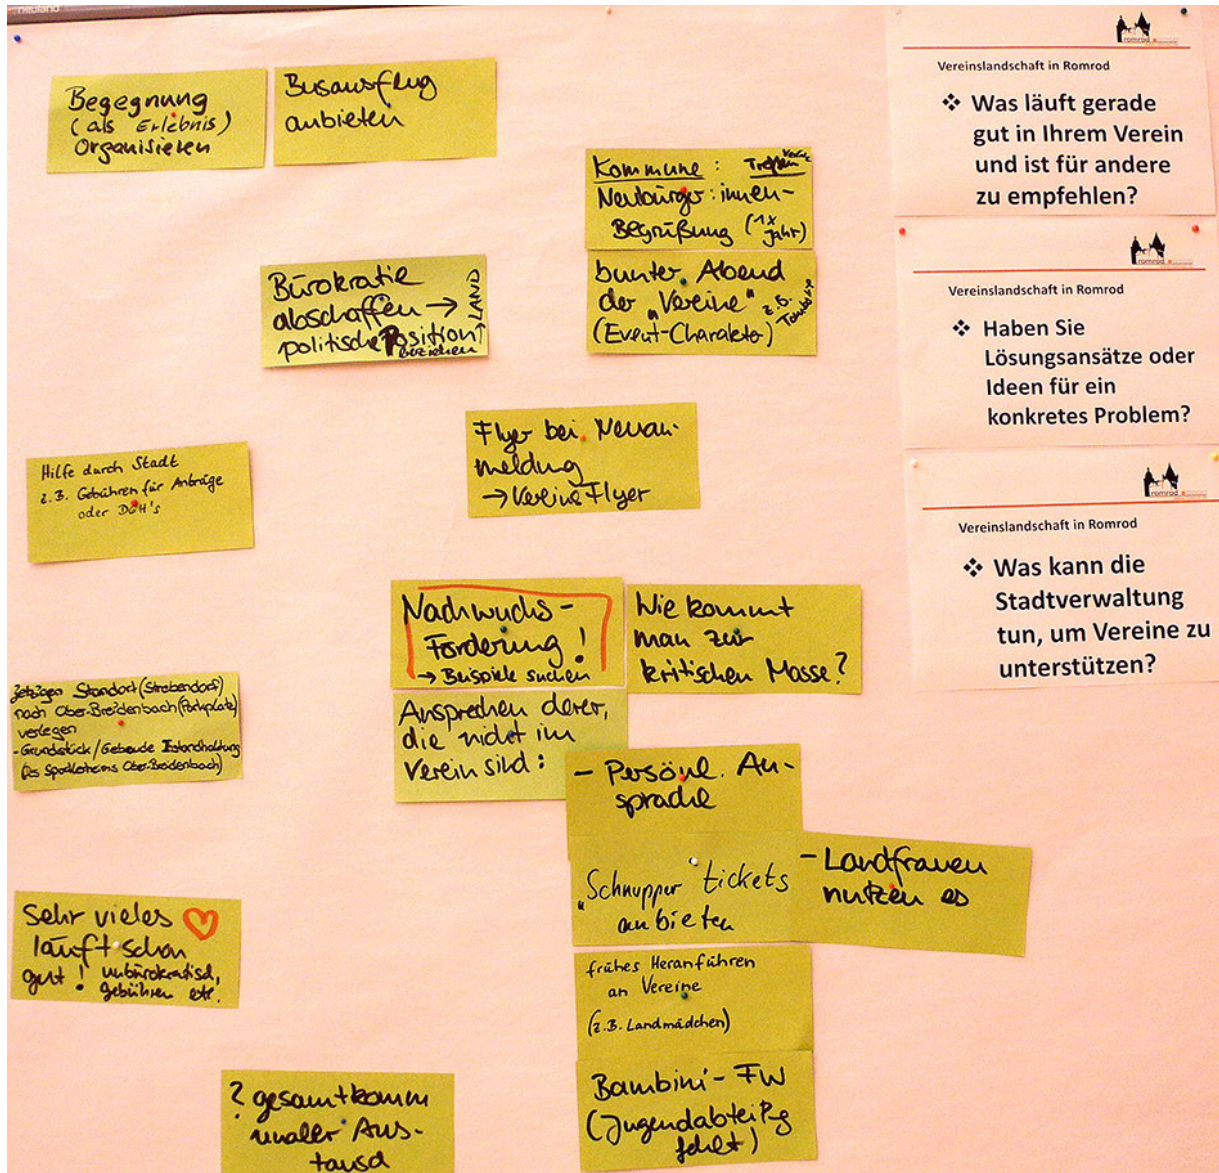 neuland
Begegnung
(als Erlebnis)
Organisieren
Busausflug
anbieten
Kommune: Treffen
Neubürger:innen-
Begrüßung (1x
Jahr)
bunter Abend
der "Vereine" z.B.
(Event-Charakter)
Bürokratie
abschaffen → LAND
politische Position
beziehen
Flyer bei Neuan-
meldung
→ Vereine Flyer
Hilfe durch Stadt
z.B. Gebühren für Anträge
oder DGH's
Nachwuchs-
Förderung!
→ Beispiele suchen
Wie kommt
man zur
kritischen Masse?
Ansprechen derer,
die nicht im
Verein sind:
- Persönl. An-
sprache
"Schnupper tickets
anbieten
- Landfrauen
nutzen es
frühes Heranführen
an Vereine
(z.B. Landmädchen)
Bambini- FW
(Jugendabteilg
fehlt)
Jetzigen Standort (Strebendorf)
nach Ober-Breidenbach (Parkplatz)
verlegen
- Grundstück/Gebäude Instandhaltung
(des Sportlerheims Ober-Breidenbach)
Sehr vieles
läuft schon
gut! unbürokratisch,
gebühren etc.
? gesamtkomm
unaler Aus-
tausch
romrod
Vereinslandschaft in Romrod
❖ Was läuft gerade
gut in Ihrem Verein
und ist für andere
zu empfehlen?
romrod
Vereinslandschaft in Romrod
❖ Haben Sie
Lösungsansätze oder
Ideen für ein
konkretes Problem?
romrod
Vereinslandschaft in Romrod
❖ Was kann die
Stadtverwaltung
tun, um Vereine zu
unterstützen?